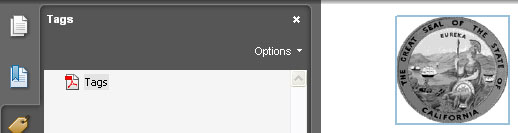 Tags
Options
Tags
THE GREAT SEAL OF THE STATE OF CALIFORNIA
EUREKA